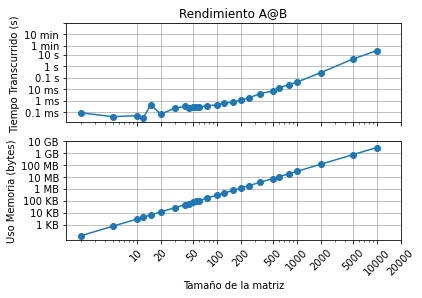 Rendimiento A@B
Tiempo Transcurrido (s)
10 min
1 min
10 s
1 s
0.1 s
10 ms
1 ms
0.1 ms
Uso Memoria (bytes)
10 GB
1 GB
100 MB
10 MB
1 MB
100 KB
10 KB
1 KB
10 20 50 100 200 500 1000 2000 5000 10000 20000
Tamaño de la matriz